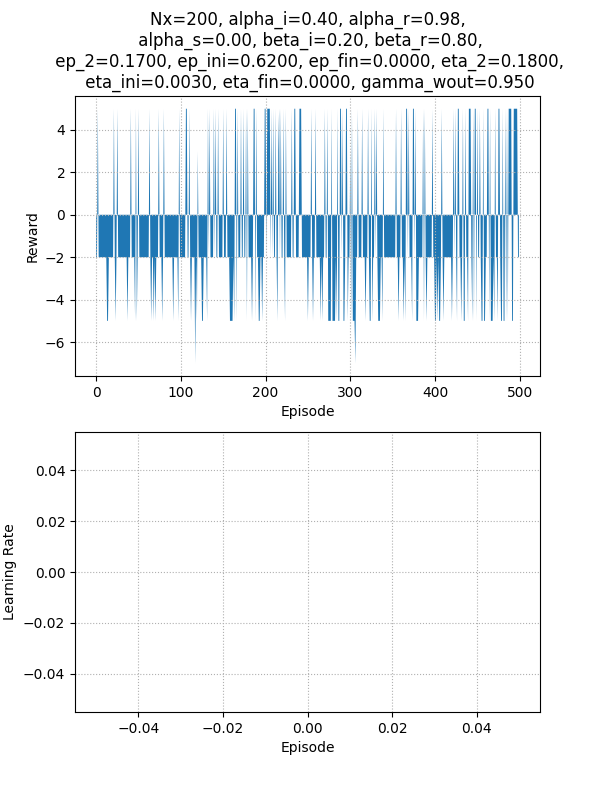 Nx=200, alpha_i=0.40, alpha_r=0.98,
alpha_s=0.00, beta_i=0.20, beta_r=0.80,
ep_2=0.1700, ep_ini=0.6200, ep_fin=0.0000, eta_2=0.1800,
eta_ini=0.0030, eta_fin=0.0000, gamma_wout=0.950
4
2
0
−2
−4
−6
Reward
0 100 200 300 400 500
Episode
0.04
0.02
0.00
−0.02
−0.04
Learning Rate
−0.04 −0.02 0.00 0.02 0.04
Episode